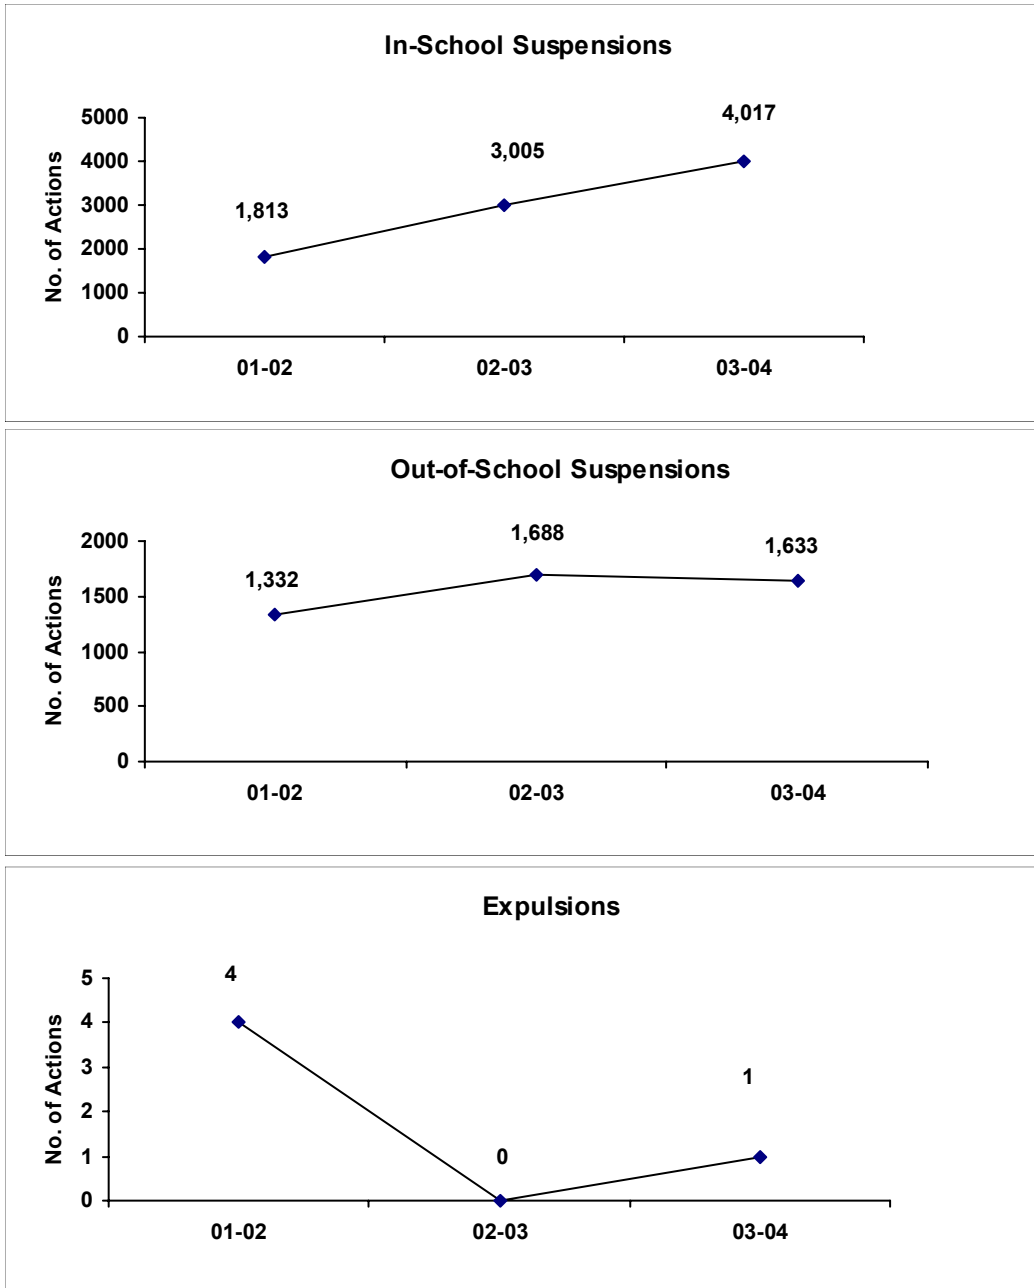 In-School Suspensions
4,017
5000
3,005
4000
1,813
3000
2000
1000
0
No. of Actions
01-02 02-03 03-04
Out-of-School Suspensions
1,688
1,633
2000
1,332
1500
1000
500
0
No. of Actions
01-02 02-03 03-04
Expulsions
4
5
4
3
1
2
0
1
0
No. of Actions
01-02 02-03 03-04